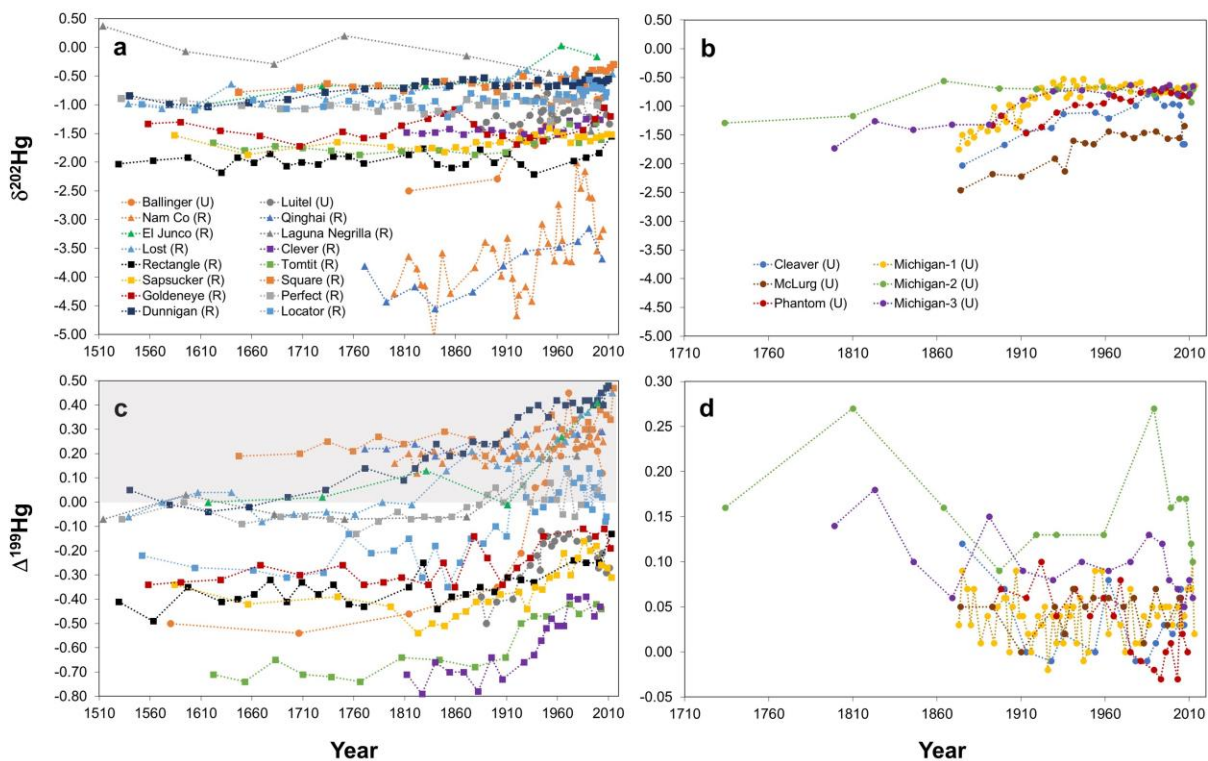 a
b
δ²⁰²Hg
0.50
0.00
-0.50
-1.00
-1.50
-2.00
-2.50
-3.00
-3.50
-4.00
-4.50
-5.00
Ballinger (U) Luitel (U)
Nam Co (R) Qinghai (R)
El Junco (R) Laguna Negrilla (R)
Lost (R) Clever (R)
Rectangle (R) Tomtit (R)
Sapsucker (R) Square (R)
Goldeneye (R) Perfect (R)
Dunnigan (R) Locator (R)
1510 1560 1610 1660 1710 1760 1810 1860 1910 1960 2010
0.50
0.00
-0.50
-1.00
-1.50
-2.00
-2.50
-3.00
-3.50
-4.00
-4.50
-5.00
Cleaver (U) Michigan-1 (U)
McLurg (U) Michigan-2 (U)
Phantom (U) Michigan-3 (U)
1710 1760 1810 1860 1910 1960 2010
c
d
Δ¹⁹⁹Hg
0.50
0.40
0.30
0.20
0.10
0.00
-0.10
-0.20
-0.30
-0.40
-0.50
-0.60
-0.70
-0.80
1510 1560 1610 1660 1710 1760 1810 1860 1910 1960 2010
Year
0.30
0.25
0.20
0.15
0.10
0.05
0.00
-0.05
1710 1760 1810 1860 1910 1960 2010
Year